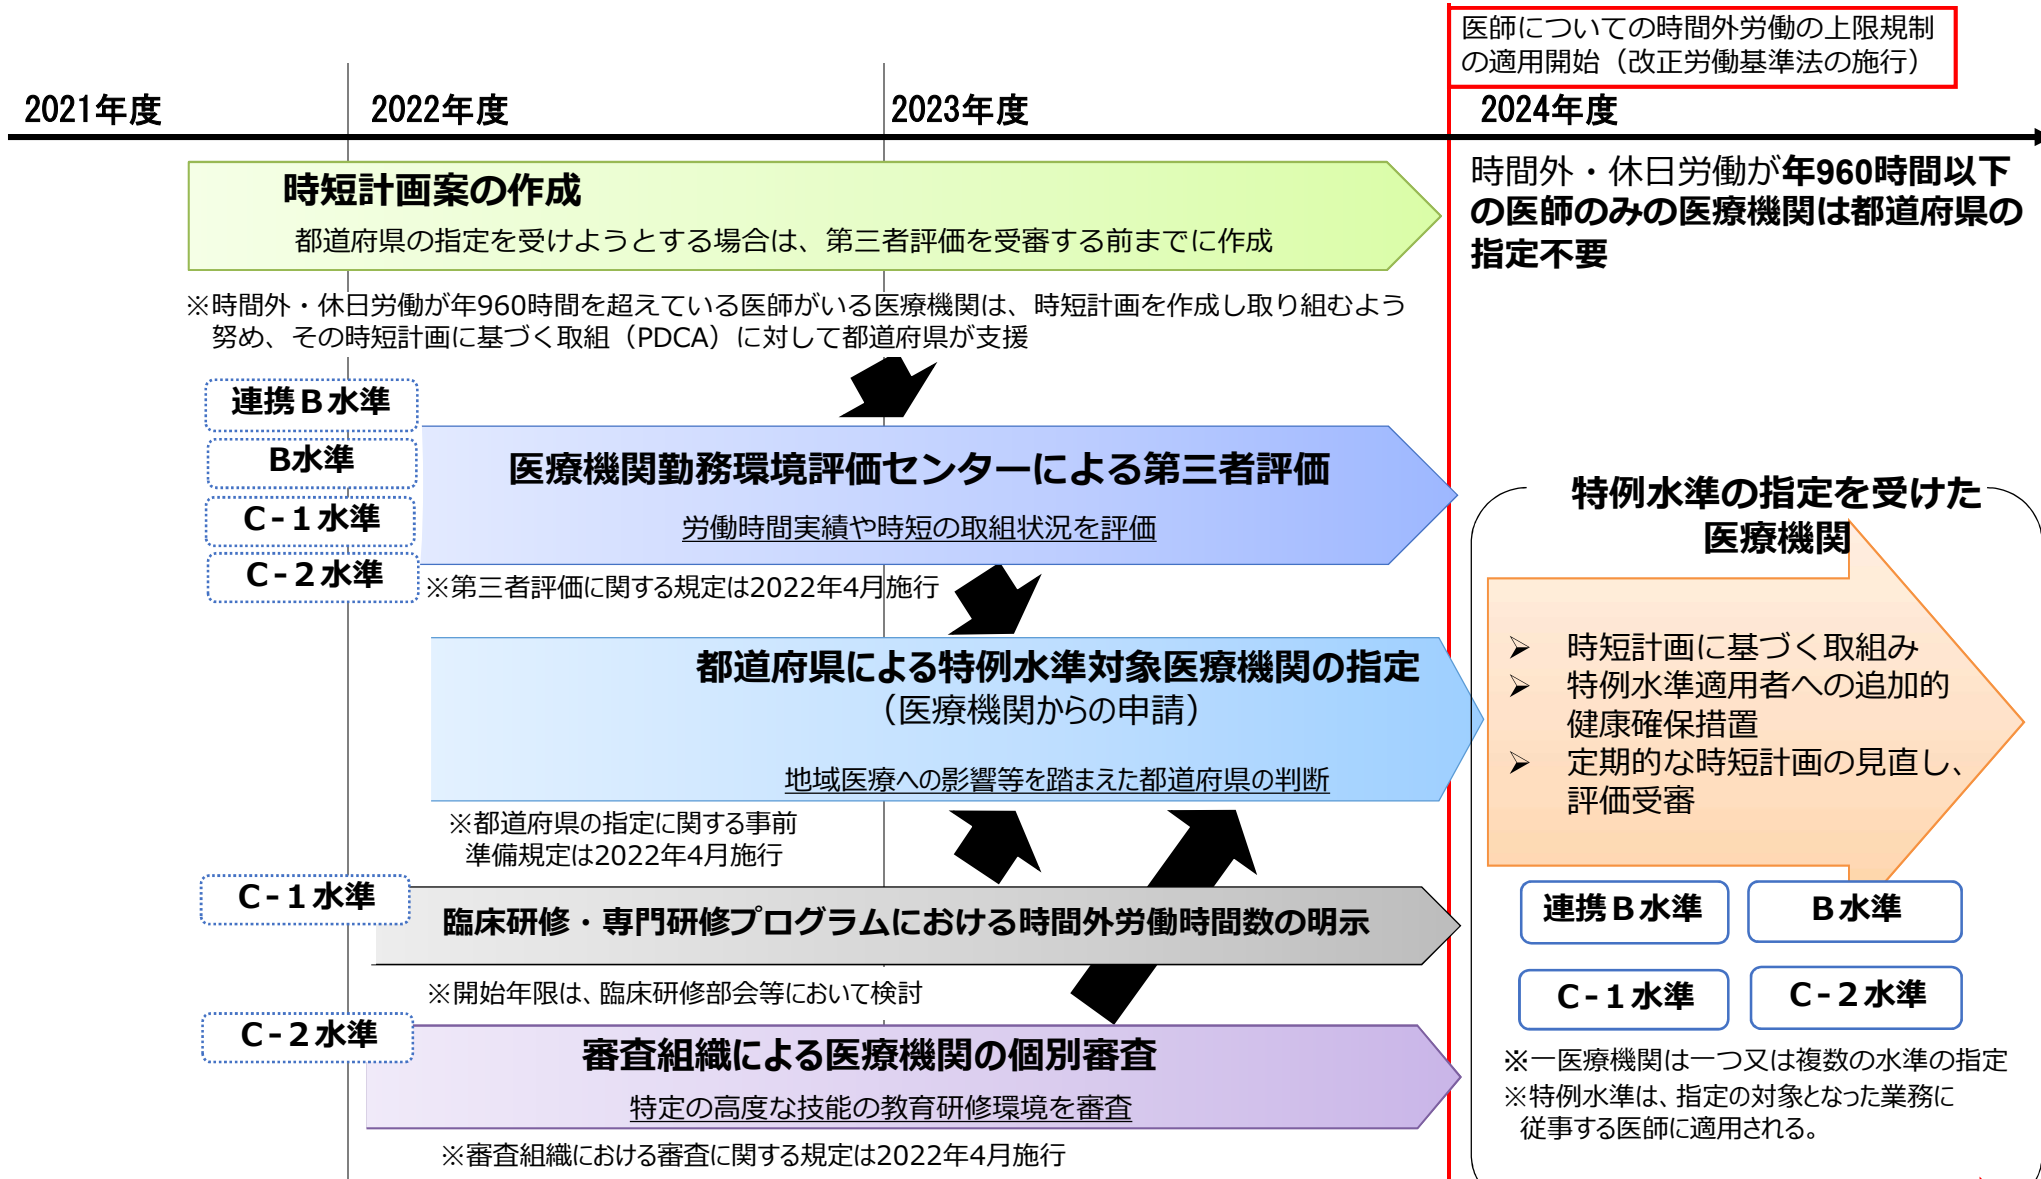 医師についての時間外労働の上限規制
の適用開始（改正労働基準法の施行）
2021年度
2022年度
2023年度
2024年度
時短計画案の作成
都道府県の指定を受けようとする場合は、第三者評価を受審する前までに作成
時間外・休日労働が年960時間以下
の医師のみの医療機関は都道府県の
指定不要
※時間外・休日労働が年960時間を超えている医師がいる医療機関は、時短計画を作成し取り組むよう
努め、その時短計画に基づく取組（PDCA）に対して都道府県が支援
連携Ｂ水準
B水準
Ｃ-１水準
Ｃ-２水準
医療機関勤務環境評価センターによる第三者評価
労働時間実績や時短の取組状況を評価
※第三者評価に関する規定は2022年4月施行
都道府県による特例水準対象医療機関の指定
（医療機関からの申請）
地域医療への影響等を踏まえた都道府県の判断
※都道府県の指定に関する事前
準備規定は2022年4月施行
Ｃ-１水準
臨床研修・専門研修プログラムにおける時間外労働時間数の明示
※開始年限は、臨床研修部会等において検討
Ｃ-２水準
審査組織による医療機関の個別審査
特定の高度な技能の教育研修環境を審査
※審査組織における審査に関する規定は2022年4月施行
特例水準の指定を受けた
医療機関
➢ 時短計画に基づく取組み
➢ 特例水準適用者への追加的
健康確保措置
➢ 定期的な時短計画の見直し、
評価受審
連携Ｂ水準
Ｂ水準
Ｃ-１水準
Ｃ-２水準
※一医療機関は一つ又は複数の水準の指定
※特例水準は、指定の対象となった業務に
従事する医師に適用される。